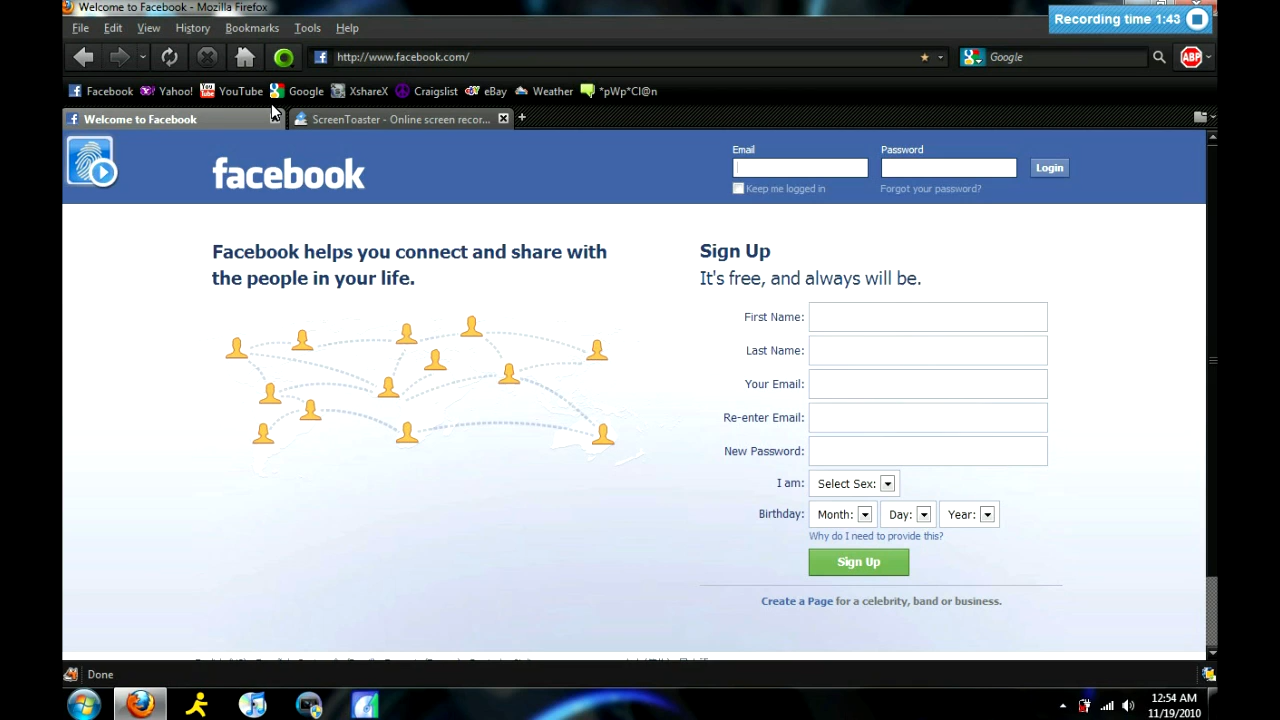 Welcome to Facebook - Mozilla Firefox
Recording time 1:43
File Edit View History Bookmarks Tools Help
http://www.facebook.com/
Google
ABP
Facebook Yahoo! YouTube Google XshareX Craigslist eBay Weather *pWp*Cl@n
Welcome to Facebook
ScreenToaster - Online screen recor...
facebook
Email
Password
Login
Keep me logged in
Forgot your password?
Facebook helps you connect and share with
the people in your life.
Sign Up
It's free, and always will be.
First Name:
Last Name:
Your Email:
Re-enter Email:
New Password:
I am: Select Sex:
Birthday: Month: Day: Year:
Why do I need to provide this?
Sign Up
Create a Page for a celebrity, band or business.
Done
12:54 AM
11/19/2010